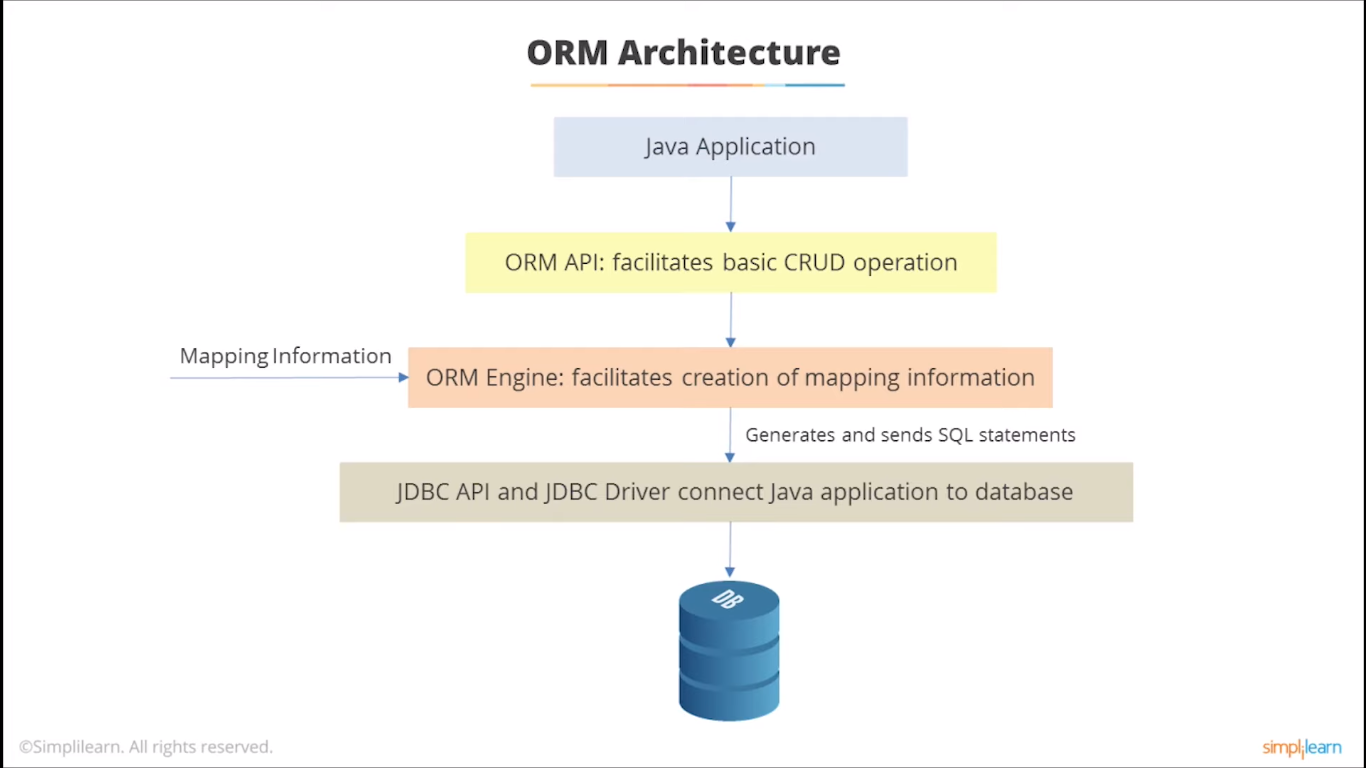 ORM Architecture
Java Application
ORM API: facilitates basic CRUD operation
Mapping Information
ORM Engine: facilitates creation of mapping information
Generates and sends SQL statements
JDBC API and JDBC Driver connect Java application to database
DB
©Simplilearn. All rights reserved.
simplilearn